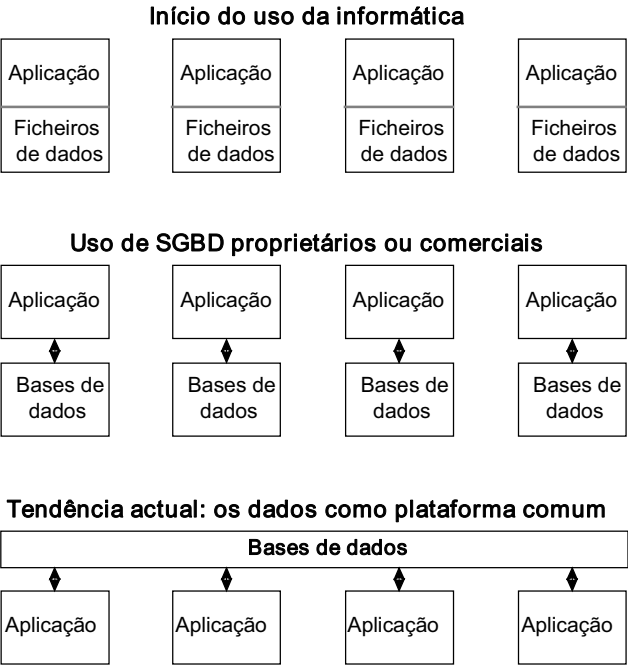 Início do uso da informática
Aplicação Aplicação Aplicação Aplicação
Ficheiros Ficheiros Ficheiros Ficheiros
de dados de dados de dados de dados
Uso de SGBD proprietários ou comerciais
Aplicação Aplicação Aplicação Aplicação
Bases de Bases de Bases de Bases de
dados dados dados dados
Tendência actual: os dados como plataforma comum
Bases de dados
Aplicação Aplicação Aplicação Aplicação